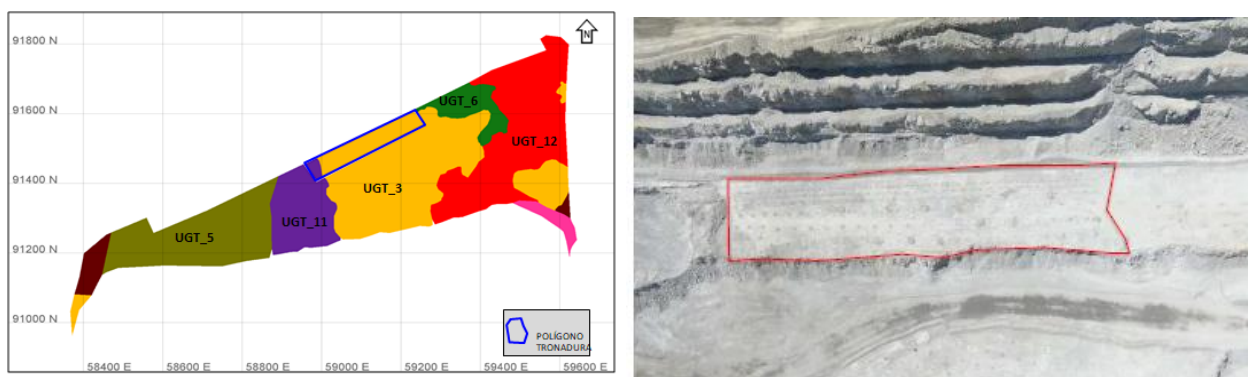 91800 N
N
UGT_6
91600 N
UGT_12
91400 N
UGT_3
UGT_11
UGT_5
91200 N
91000 N
POLÍGONO
TRONADURA
58400 E 58600 E 58800 E 59000 E 59200 E 59400 E 59600 E